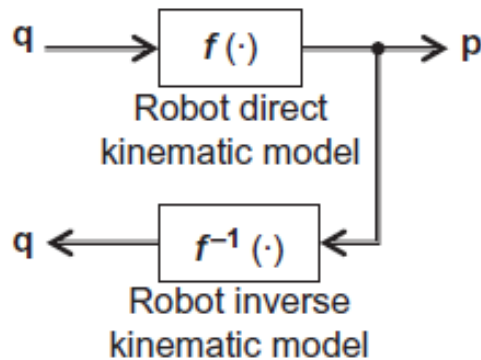 q
f (·)
p
Robot direct
kinematic model
q
f⁻¹ (·)
Robot inverse
kinematic model